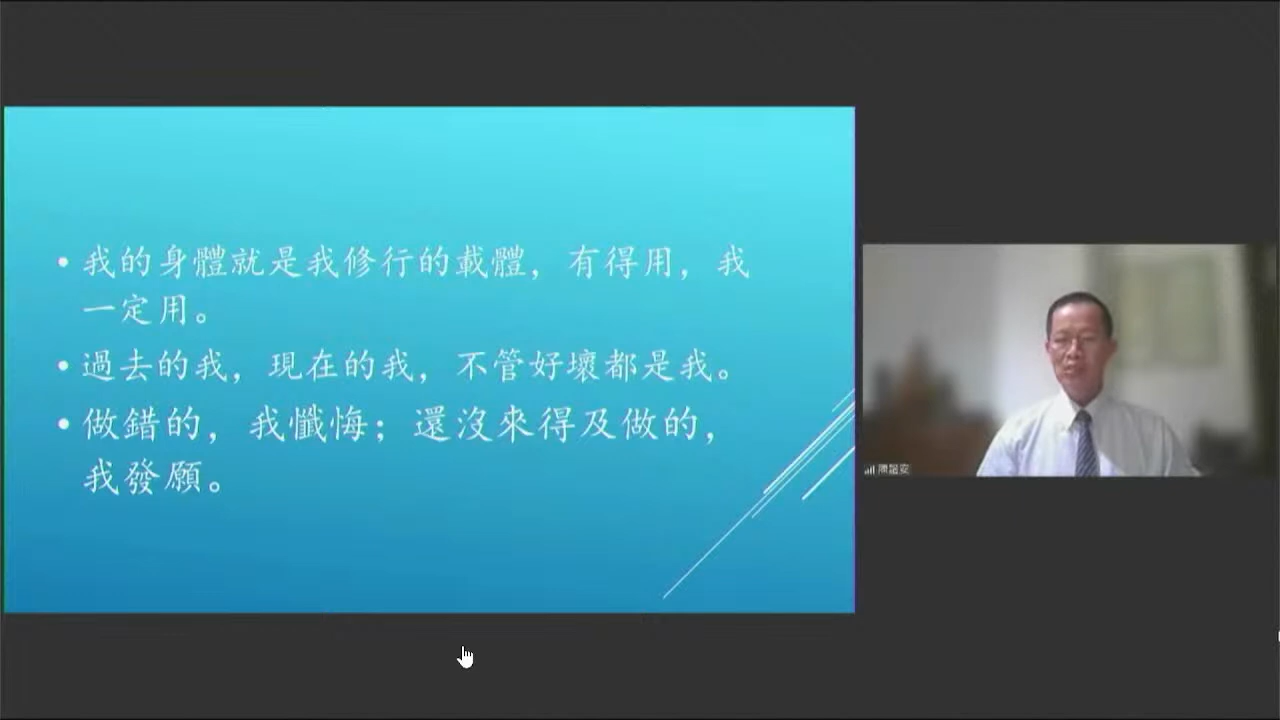 • 我的身體就是我修行的載體，有得用，我
一定用。
• 過去的我，現在的我，不管好壞都是我。
• 做錯的，我懺悔；還沒來得及做的，
我發願。